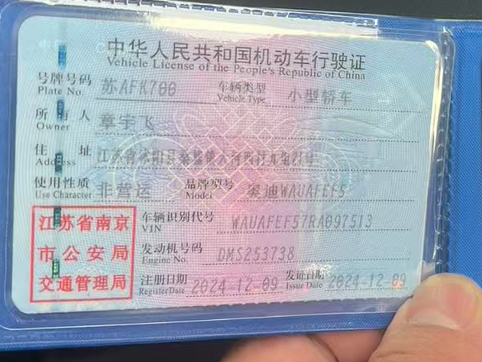 中华人民共和国机动车行驶证
Vehicle License of the People's Republic of China
号牌号码 苏AFK700 车辆类型 小型轿车
Plate No. Vehicle Type
所有人 章宇飞
Owner
住址 江苏省沭阳县
Address
使用性质 非营运 品牌型号 奥迪WAUAFEF5
Use Character Model
江苏省南京
市公安局
交通管理局
车辆识别代号 WAUAFEF57RA097513
VIN
发动机号码 DMS253738
Engine No.
注册日期 2024-12-09 发证日期 2024-12-09
Register Date Issue Date